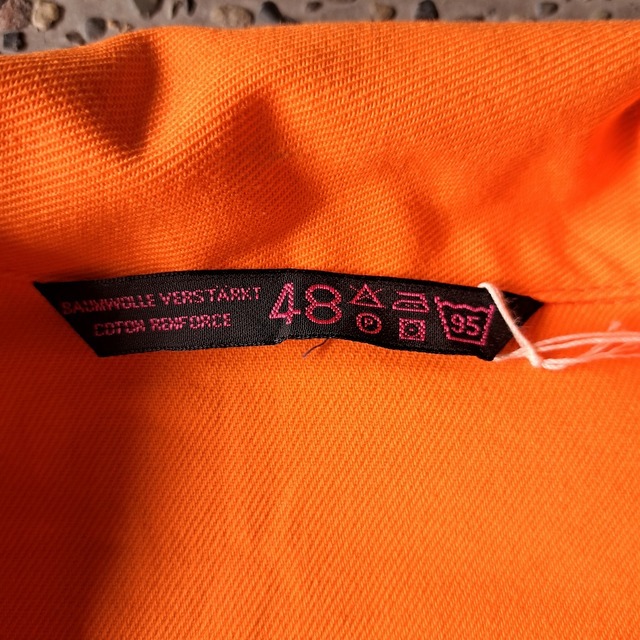 BAUMWOLLE VERSTÄRKT
COTON RENFORCE
48
P
95